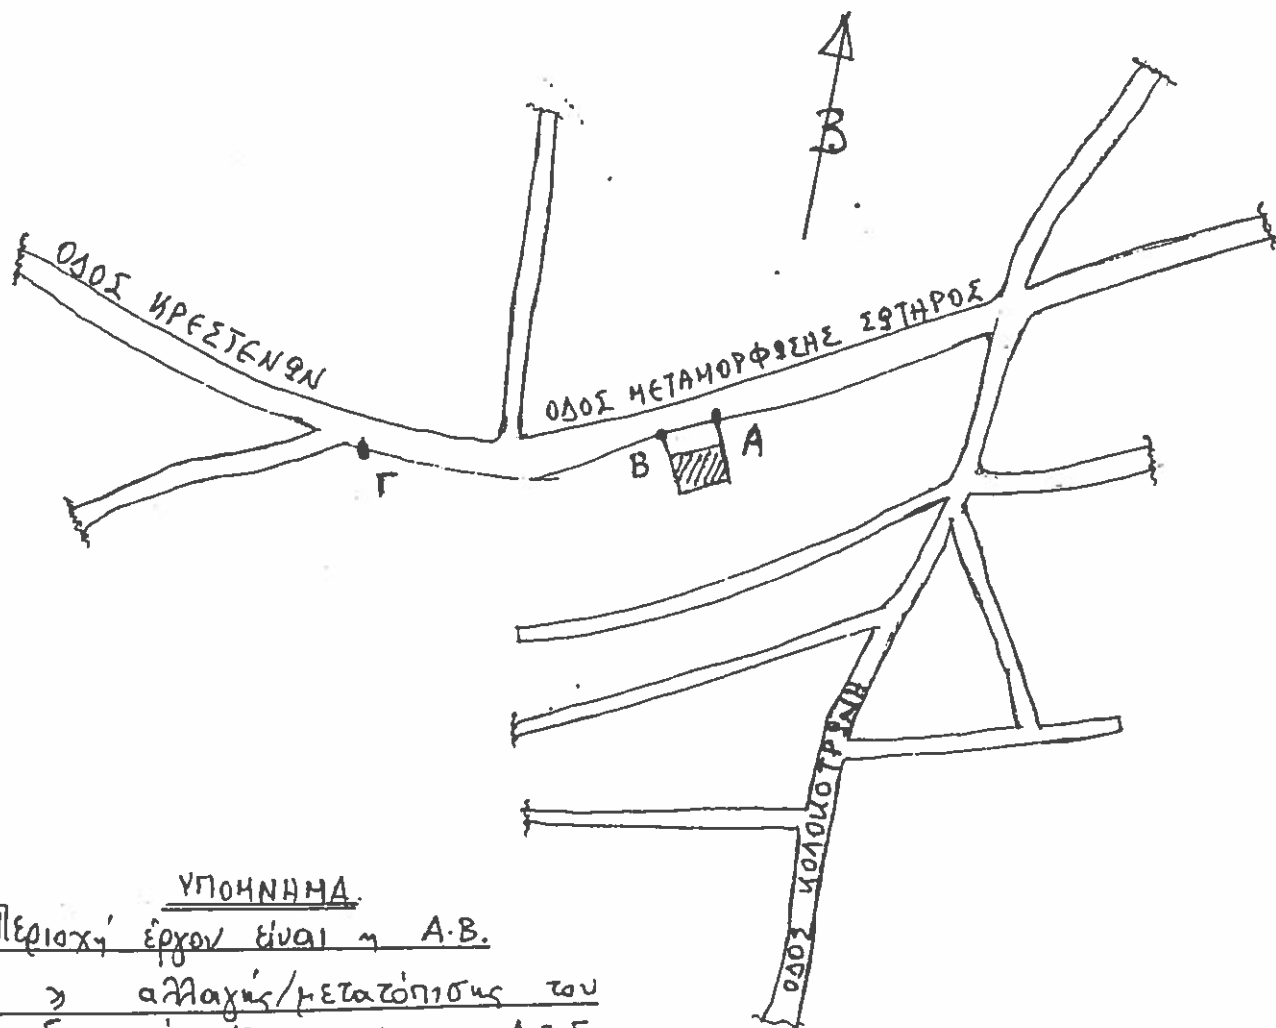 Β
ΟΔΟΣ ΚΡΕΣΤΕΝΩΝ
ΟΔΟΣ ΜΕΤΑΜΟΡΦΩΣΗΣ ΣΩΤΗΡΟΣ
Β
Α
Γ
ΟΔΟΣ ΚΟΛΟΚΟΤΡΩΝΗ
ΥΠΟΜΝΗΜΑ.
Περιοχή έργου είναι η Α.Β.
» αλλαγής/μετατόπισης του